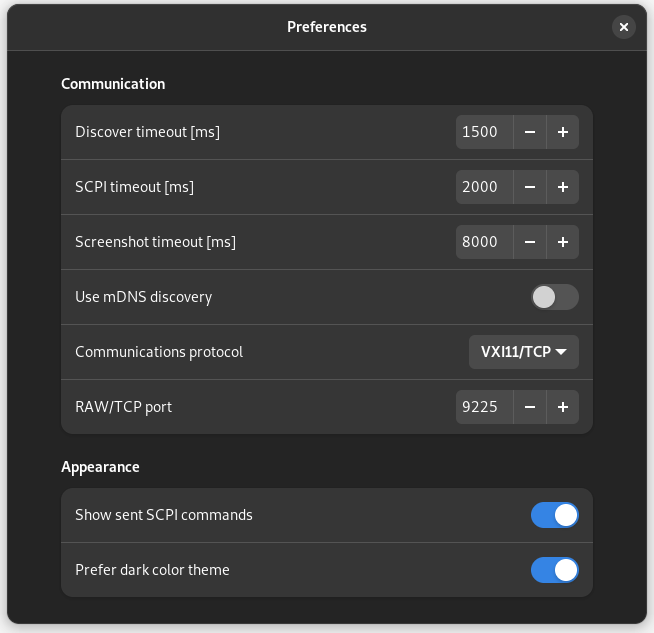 Preferences
Communication
Discover timeout [ms] 1500
SCPI timeout [ms] 2000
Screenshot timeout [ms] 8000
Use mDNS discovery
Communications protocol VXI11/TCP
RAW/TCP port 9225
Appearance
Show sent SCPI commands
Prefer dark color theme